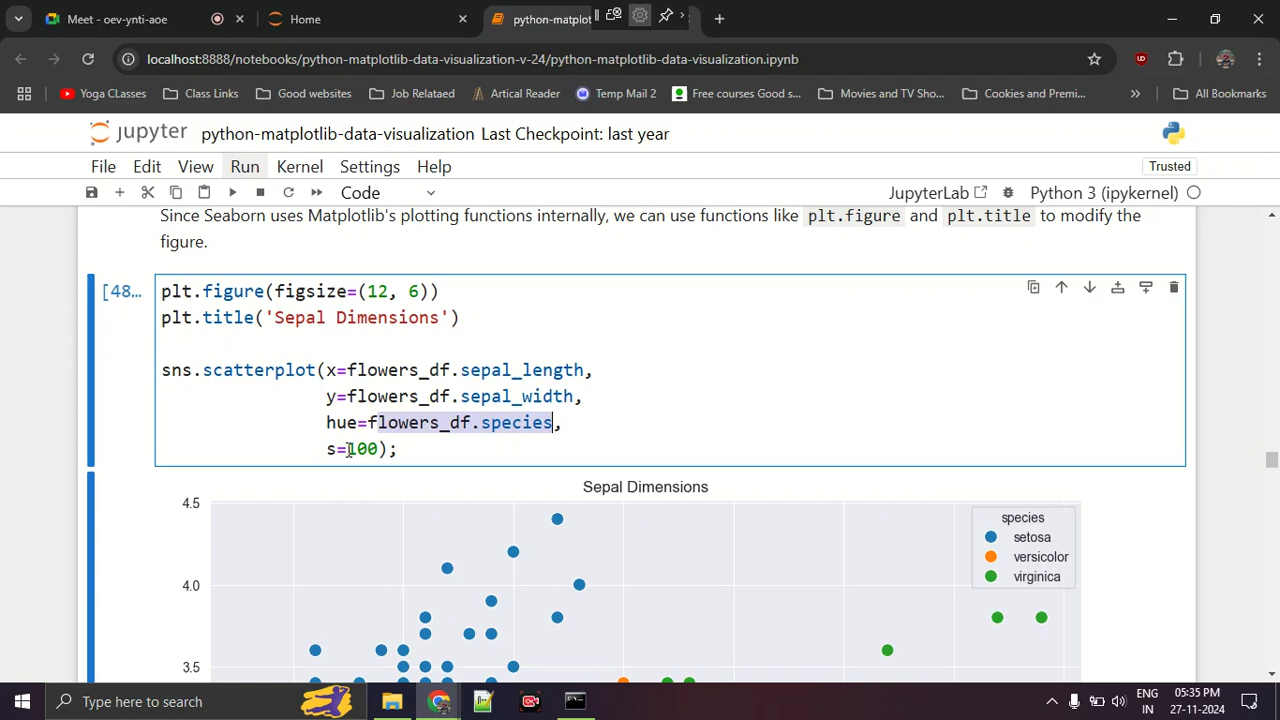 Meet - oev-ynti-aoe
Home
python-matplotl
localhost:8888/notebooks/python-matplotlib-data-visualization-v-24/python-matplotlib-data-visualization.ipynb
YouTube CLasses
Class Links
Good websites
Job Relataed
Artical Reader
Temp Mail 2
Free courses Good s...
Movies and TV Sho...
Cookies and Premi...
All Bookmarks
jupyter python-matplotlib-data-visualization Last Checkpoint: last year
File Edit View Run Kernel Settings Help
Trusted
Code
JupyterLab
Python 3 (ipykernel)
Since Seaborn uses Matplotlib's plotting functions internally, we can use functions like plt.figure and plt.title to modify the
figure.
[48...
plt.figure(figsize=(12, 6))
plt.title('Sepal Dimensions')
sns.scatterplot(x=flowers_df.sepal_length,
y=flowers_df.sepal_width,
hue=flowers_df.species,
s=100);
Sepal Dimensions
4.5
4.0
3.5
species
setosa
versicolor
virginica
Type here to search
ENG
IN
05:35 PM
27-11-2024